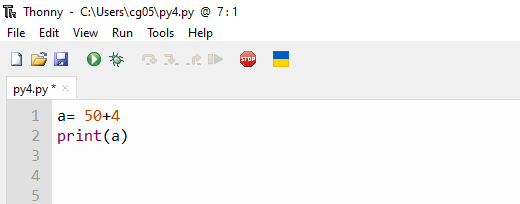 Thonny - C:\Users\cg05\py4.py @ 7:1
File Edit View Run Tools Help
STOP
py4.py * ×
1 a= 50+4
2 print(a)
3
4
5